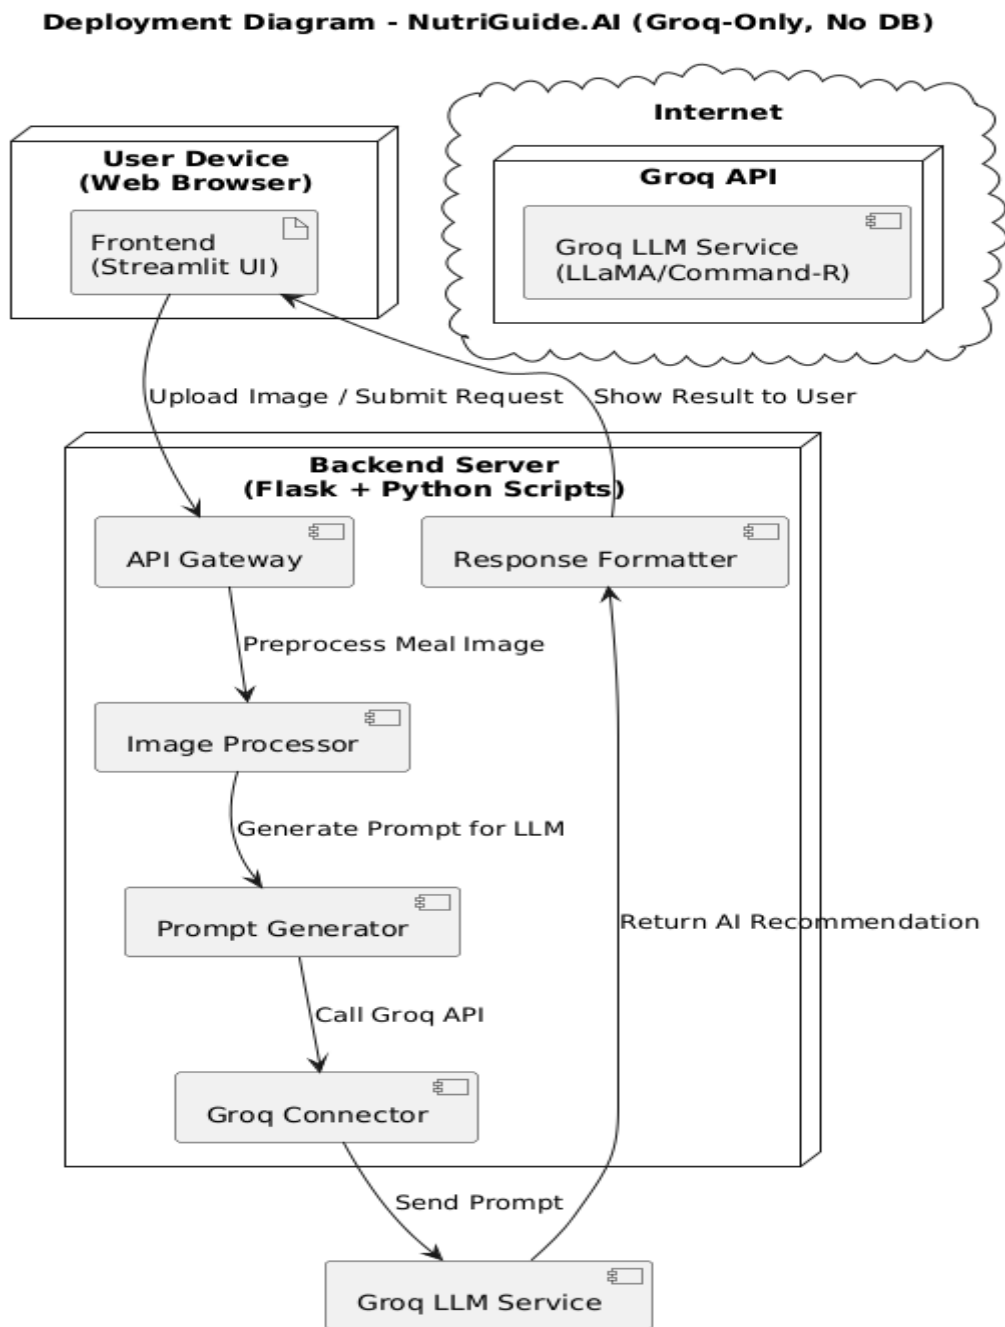 Deployment Diagram - NutriGuide.AI (Groq-Only, No DB)
Internet
User Device
(Web Browser)
Groq API
Frontend
(Streamlit UI)
Groq LLM Service
(LLaMA/Command-R)
Upload Image / Submit Request
Show Result to User
Backend Server
(Flask + Python Scripts)
API Gateway
Response Formatter
Preprocess Meal Image
Image Processor
Generate Prompt for LLM
Prompt Generator
Return AI Recommendation
Call Groq API
Groq Connector
Send Prompt
Groq LLM Service